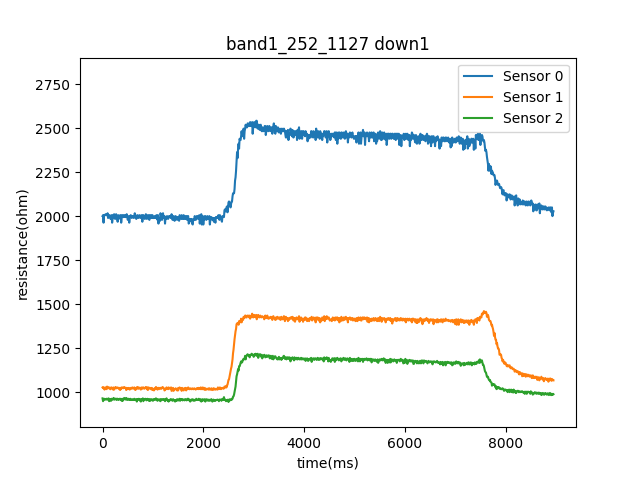 band1_252_1127 down1
Sensor 0
Sensor 1
Sensor 2
resistance(ohm)
2750
2500
2250
2000
1750
1500
1250
1000
0 2000 4000 6000 8000
time(ms)